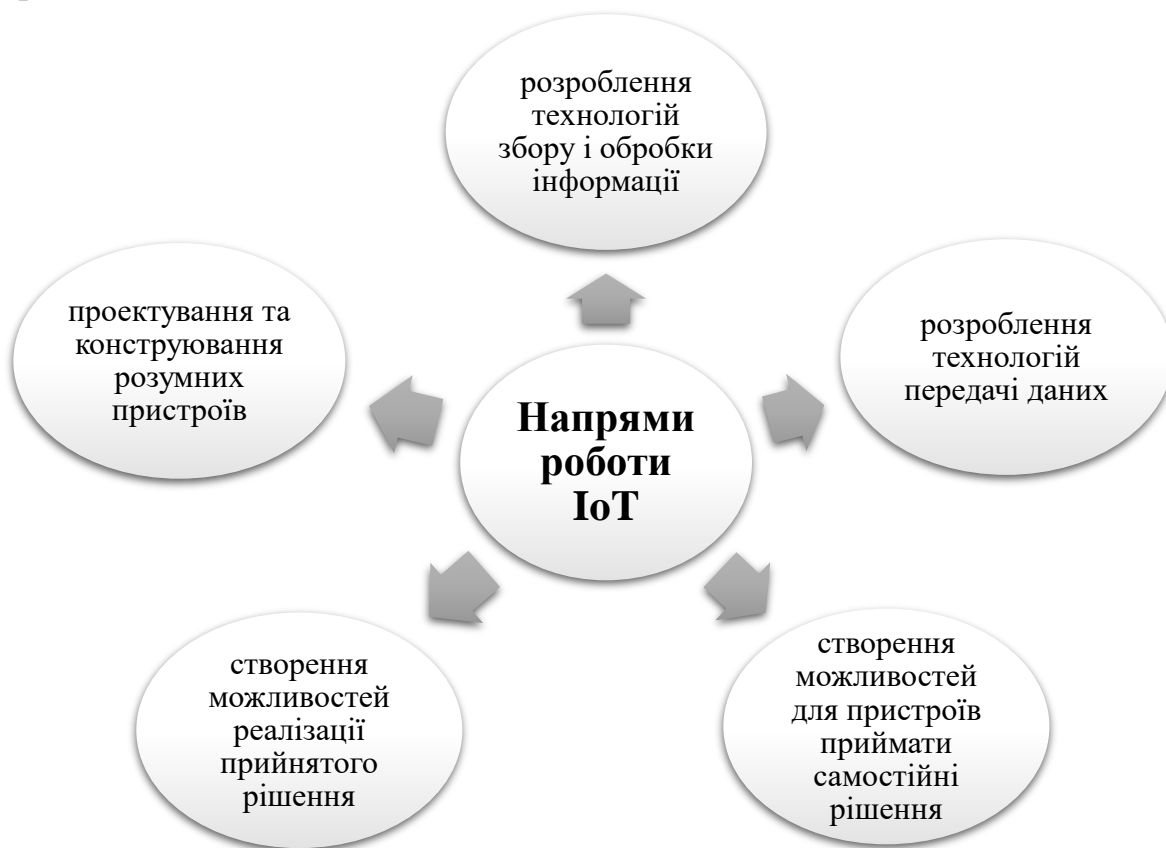 розроблення
технологій
збору і обробки
інформації
проектування та
конструювання
розумних
пристроїв
розроблення
технологій
передачі даних
Напрями
роботи
IoT
створення
можливостей
реалізації
прийнятого
рішення
створення
можливостей
для пристроїв
приймати
самостійні
рішення